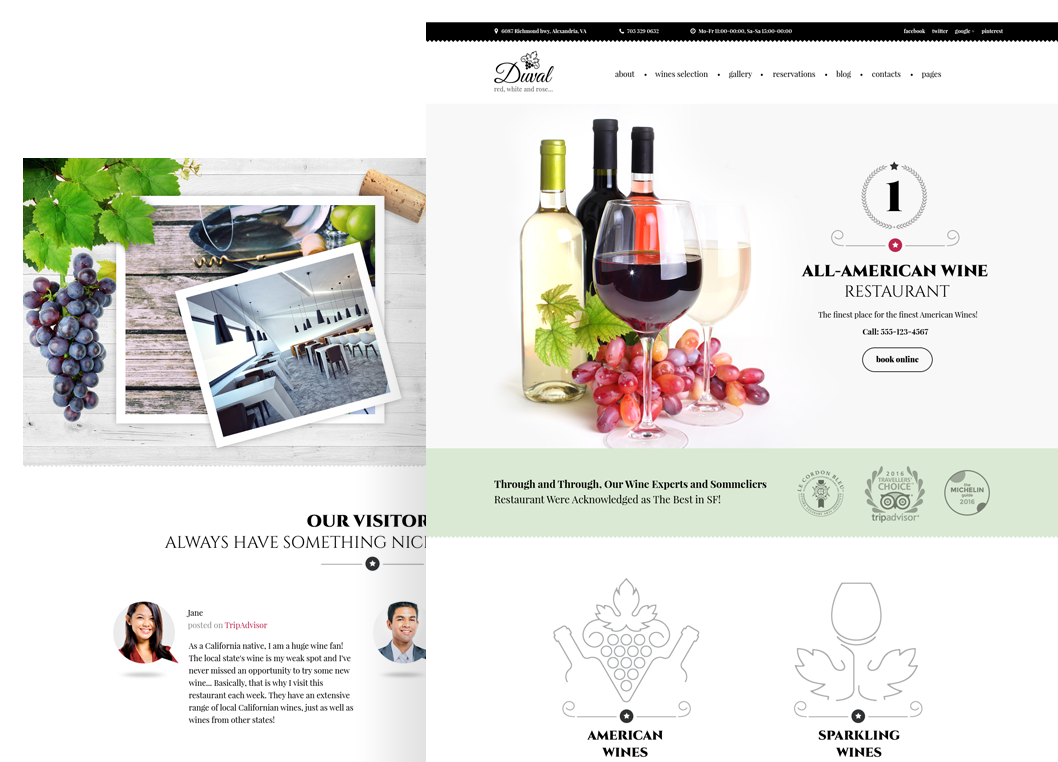 6087 Richmond hwy, Alexandria, VA
703 329 0632
Mo-Fr 11:00-00:00, Sa-Sa 15:00-00:00
facebook twitter google + pinterest
Duval
red, white and rose...
about • wines selection • gallery • reservations • blog • contacts • pages
1
ALL-AMERICAN WINE
RESTAURANT
The finest place for the finest American Wines!
Call: 555-123-4567
book online
Through and Through, Our Wine Experts and Sommeliers
Restaurant Were Acknowledged as The Best in SF!
LE CORDON BLEU
2016
TRAVELLERS'
CHOICE
tripadvisor
the
MICHELIN
guide
2016
AMERICAN
WINES
SPARKLING
WINES
OUR VISITOR
ALWAYS HAVE SOMETHING NIC
Jane
posted on TripAdvisor
As a California native, I am a huge wine fan!
The local state's wine is my weak spot and I've
never missed an opportunity to try some new
wine... Basically, that is why I visit this
restaurant each week. They have an extensive
range of local Californian wines, just as well as
wines from other states!